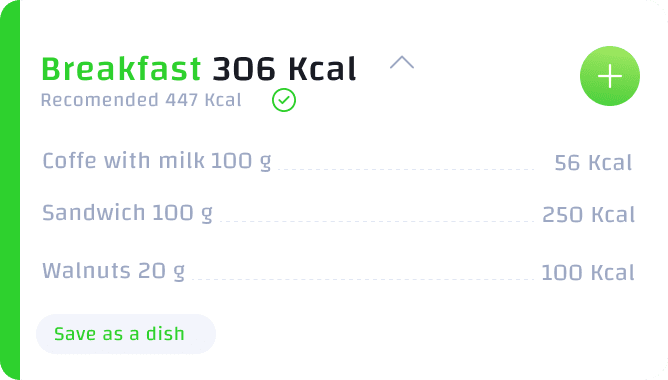 Breakfast 306 Kcal
Recomended 447 Kcal
Coffe with milk 100 g 56 Kcal
Sandwich 100 g 250 Kcal
Walnuts 20 g 100 Kcal
Save as a dish